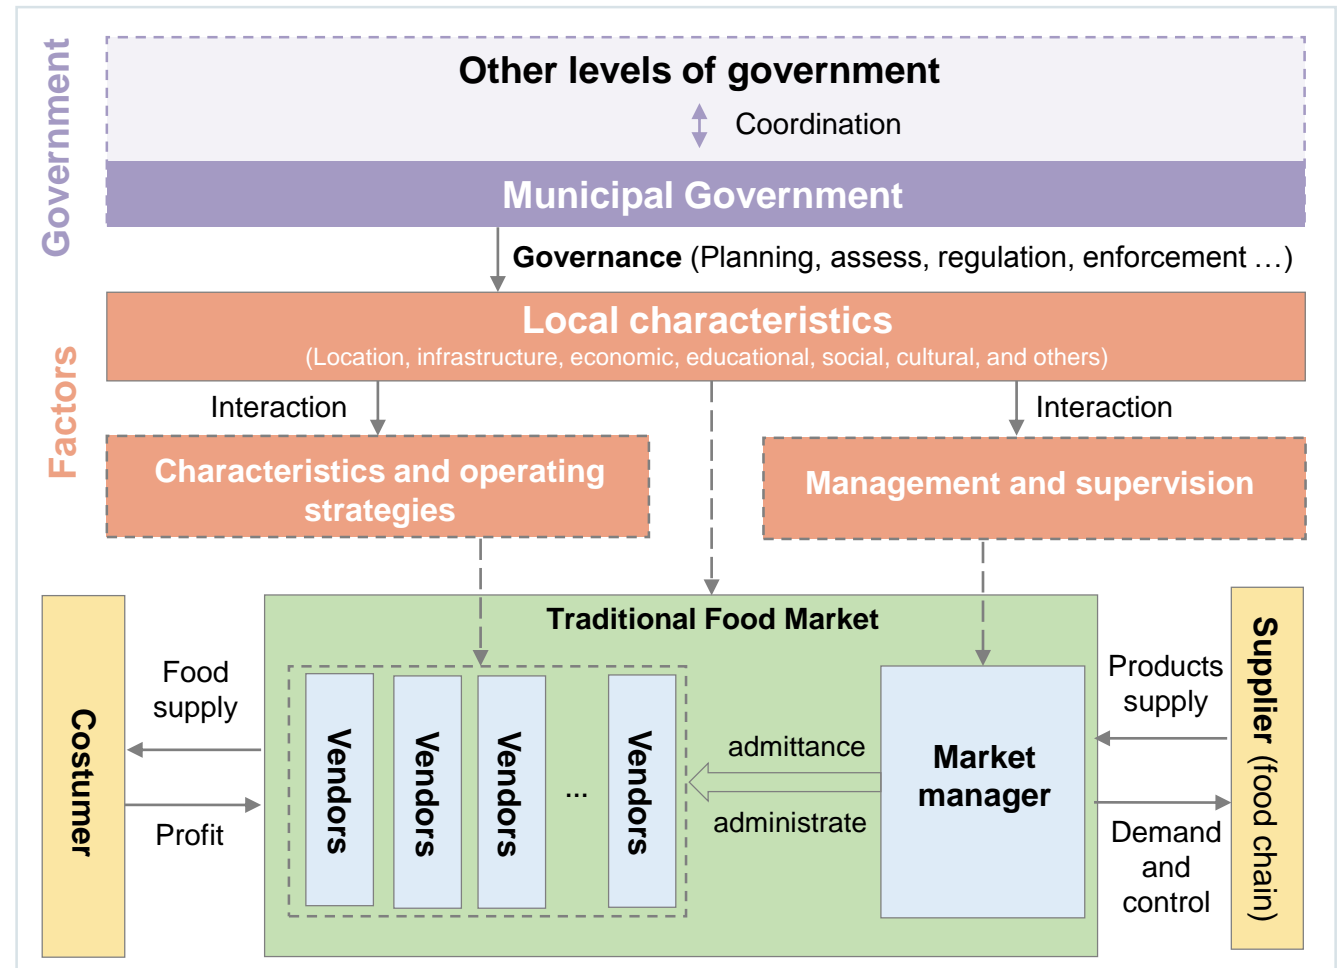 Government
Other levels of government
Coordination
Municipal Government
Governance (Planning, assess, regulation, enforcement …)
Factors
Local characteristics
(Location, infrastructure, economic, educational, social, cultural, and others)
Interaction
Interaction
Characteristics and operating
strategies
Management and supervision
Costumer
Food
supply
Profit
Traditional Food Market
Vendors
Vendors
Vendors
...
Vendors
admittance
administrate
Market
manager
Products
supply
Demand
and
control
Supplier (food chain)